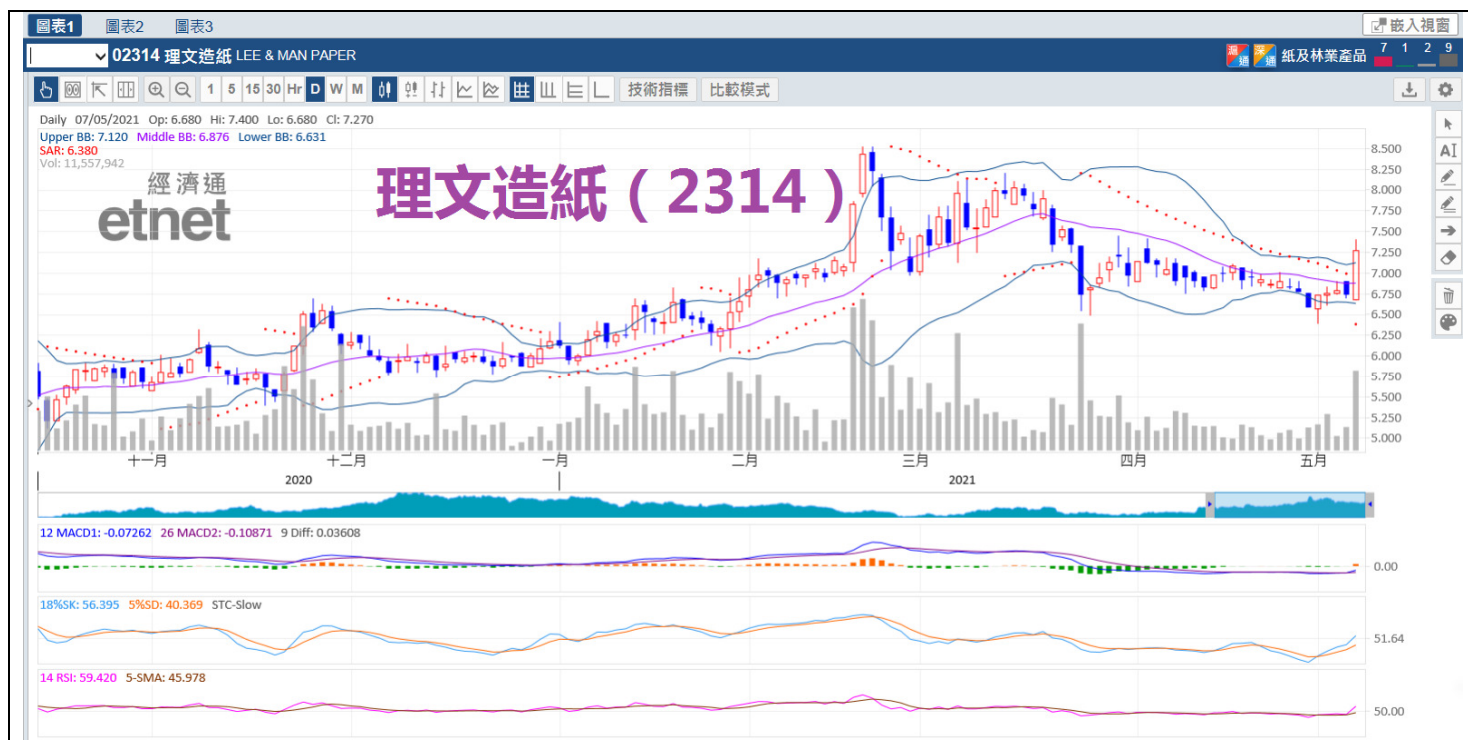 圖表1 圖表2 圖表3 嵌入視窗
02314 理文造紙 LEE & MAN PAPER 滬通 深通 紙及林業產品 7 1 2 9
1 5 15 30 Hr D W M 技術指標 比較模式
Daily 07/05/2021 Op: 6.680 Hi: 7.400 Lo: 6.680 Cl: 7.270
Upper BB: 7.120 Middle BB: 6.876 Lower BB: 6.631
SAR: 6.380
Vol: 11,557,942
經濟通
etnet
理文造紙(2314)
AI
8.500
8.250
8.000
7.750
7.500
7.250
7.000
6.750
6.500
6.250
6.000
5.750
5.500
5.250
5.000
十一月 十二月 一月 二月 三月 四月 五月
2020 2021
12 MACD1: -0.07262 26 MACD2: -0.10871 9 Diff: 0.03608
0.00
18%SK: 56.395 5%SD: 40.369 STC-Slow
51.64
14 RSI: 59.420 5-SMA: 45.978
50.00